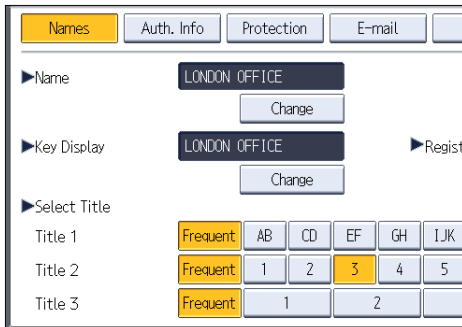 Names Auth. Info Protection E-mail
▶Name LONDON OFFICE
Change
▶Key Display LONDON OFFICE ▶Regist
Change
▶Select Title
Title 1 Frequent AB CD EF GH IJK
Title 2 Frequent 1 2 3 4 5
Title 3 Frequent 1 2